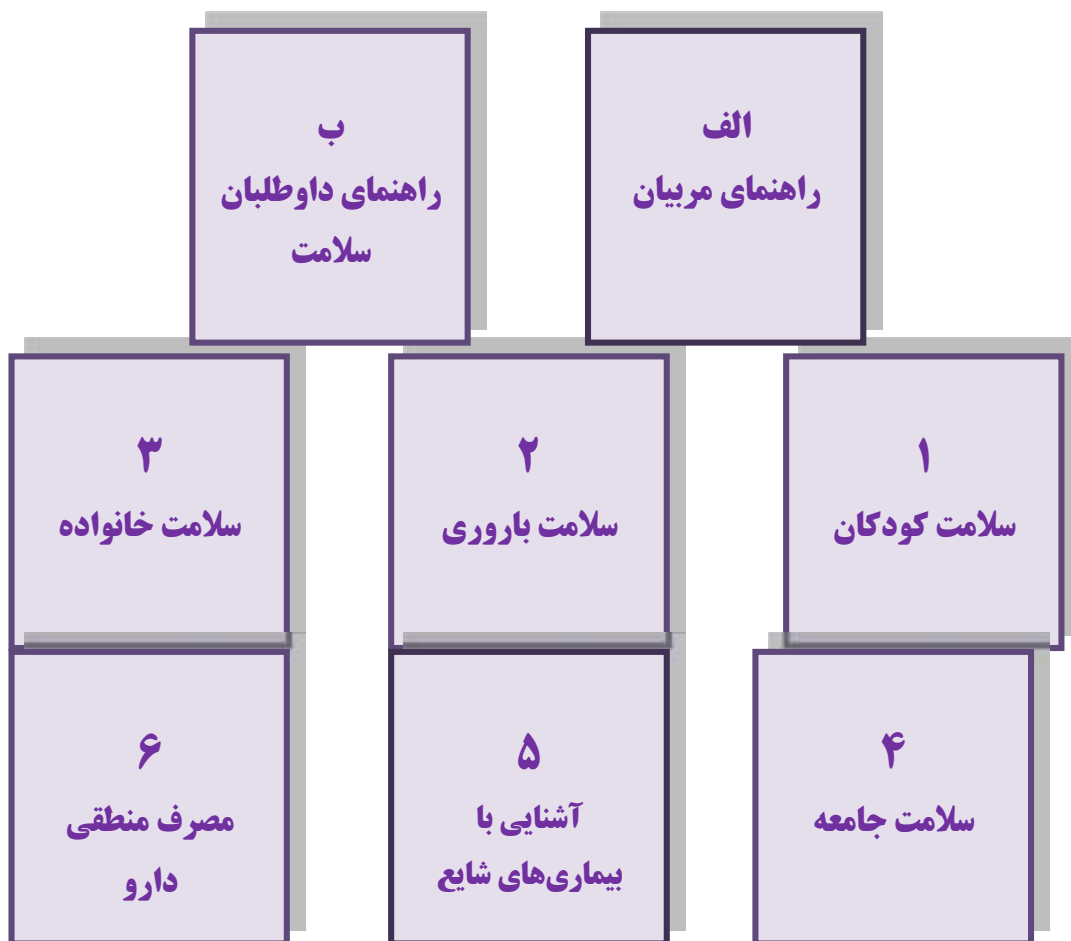 الف
راهنمای مربیان
ب
راهنمای داوطلبان
سلامت
۱
سلامت کودکان
۲
سلامت باروری
۳
سلامت خانواده
۴
سلامت جامعه
۵
آشنایی با
بیماری‌های شایع
۶
مصرف منطقی
دارو